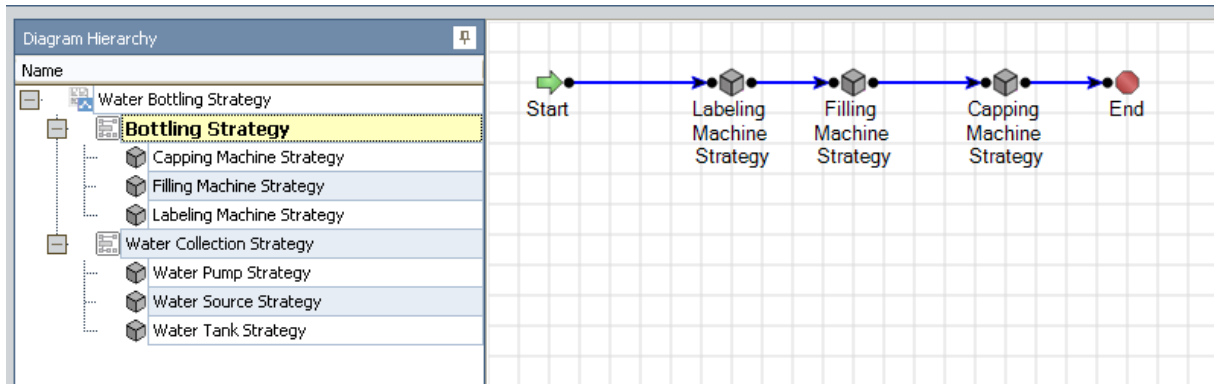 Diagram Hierarchy
Name
Water Bottling Strategy
Bottling Strategy
Capping Machine Strategy
Filling Machine Strategy
Labeling Machine Strategy
Water Collection Strategy
Water Pump Strategy
Water Source Strategy
Water Tank Strategy
Start
Labeling
Machine
Strategy
Filling
Machine
Strategy
Capping
Machine
Strategy
End